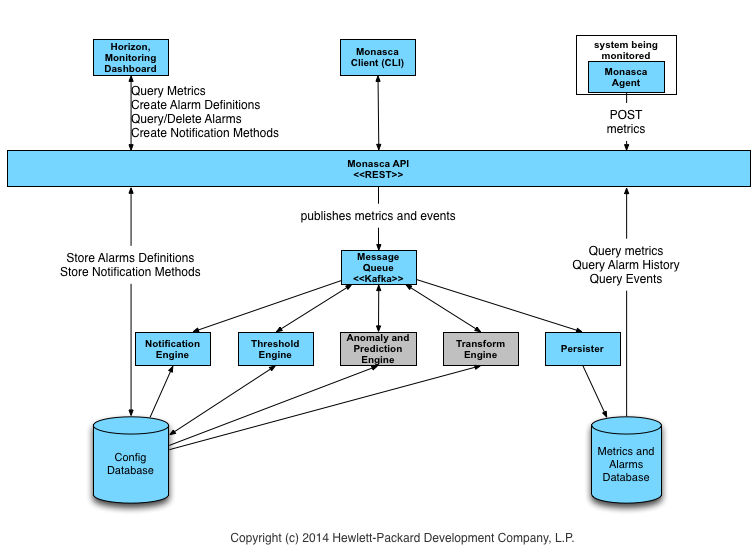 Horizon,
Monitoring
Dashboard
Monasca
Client (CLI)
system being
monitored
Monasca
Agent
Query Metrics
Create Alarm Definitions
Query/Delete Alarms
Create Notification Methods
POST
metrics
Monasca API
<<REST>>
publishes metrics and events
Store Alarms Definitions
Store Notification Methods
Message
Queue
<<Kafka>>
Query metrics
Query Alarm History
Query Events
Notification
Engine
Threshold
Engine
Anomaly and
Prediction
Engine
Transform
Engine
Persister
Config
Database
Metrics and
Alarms
Database
Copyright (c) 2014 Hewlett-Packard Development Company, L.P.